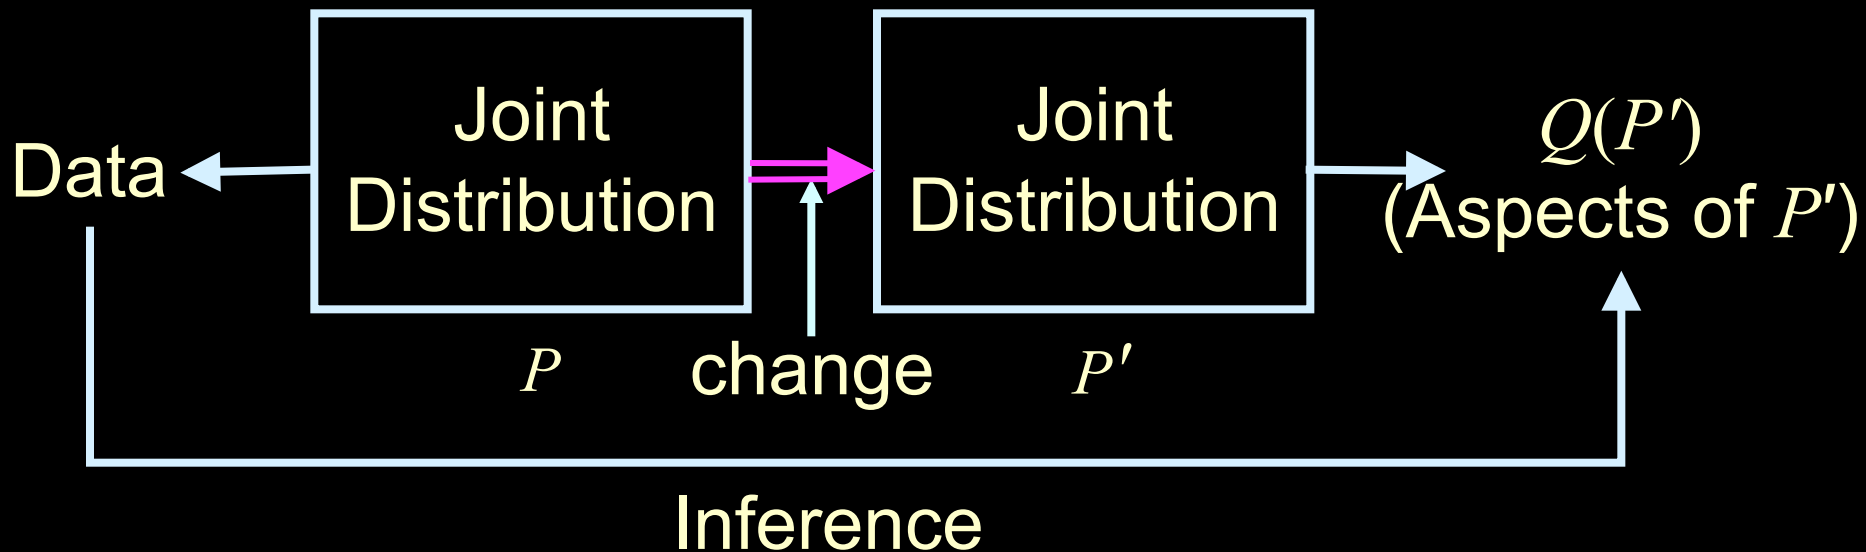 Data
Joint
Distribution
Joint
Distribution
Q(P′)
(Aspects of P′)
P
change
P′
Inference